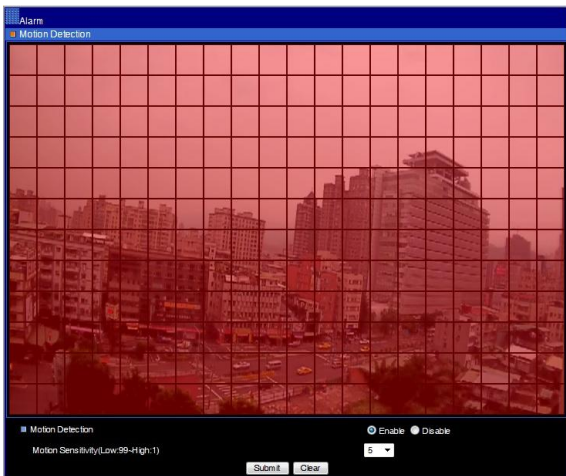 Alarm
Motion Detection
Motion Detection Enable Disable
Motion Sensitivity(Low:99~High:1) 5
Submit Clear